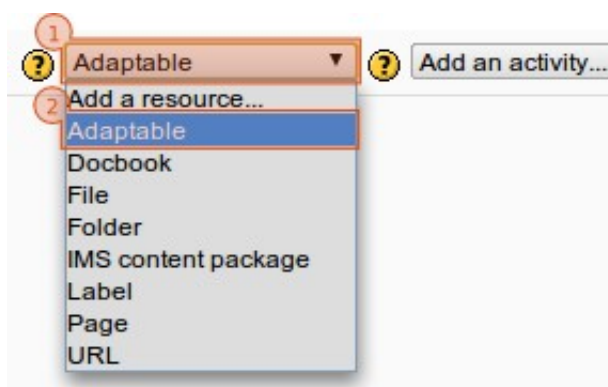 1
? Adaptable ▼ ? Add an activity...
Add a resource...
2 Adaptable
Docbook
File
Folder
IMS content package
Label
Page
URL